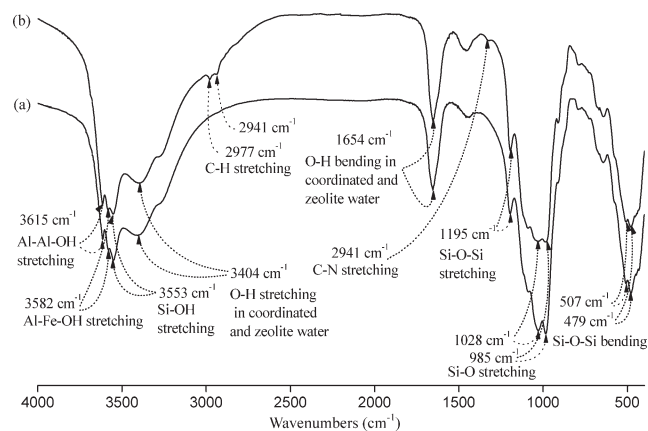 (b)
(a)
2941 cm⁻¹
2977 cm⁻¹
C-H stretching
1654 cm⁻¹
O-H bending in
coordinated and
zeolite water
3615 cm⁻¹
Al-Al-OH
stretching
3582 cm⁻¹
Al-Fe-OH stretching
3553 cm⁻¹
Si-OH
stretching
3404 cm⁻¹
O-H stretching
in coordinated
and zeolite water
2941 cm⁻¹
C-N stretching
1195 cm⁻¹
Si-O-Si
stretching
1028 cm⁻¹
985 cm⁻¹
Si-O stretching
507 cm⁻¹
479 cm⁻¹
Si-O-Si bending
4000 3500 3000 2500 2000 1500 1000 500
Wavenumbers (cm⁻¹)